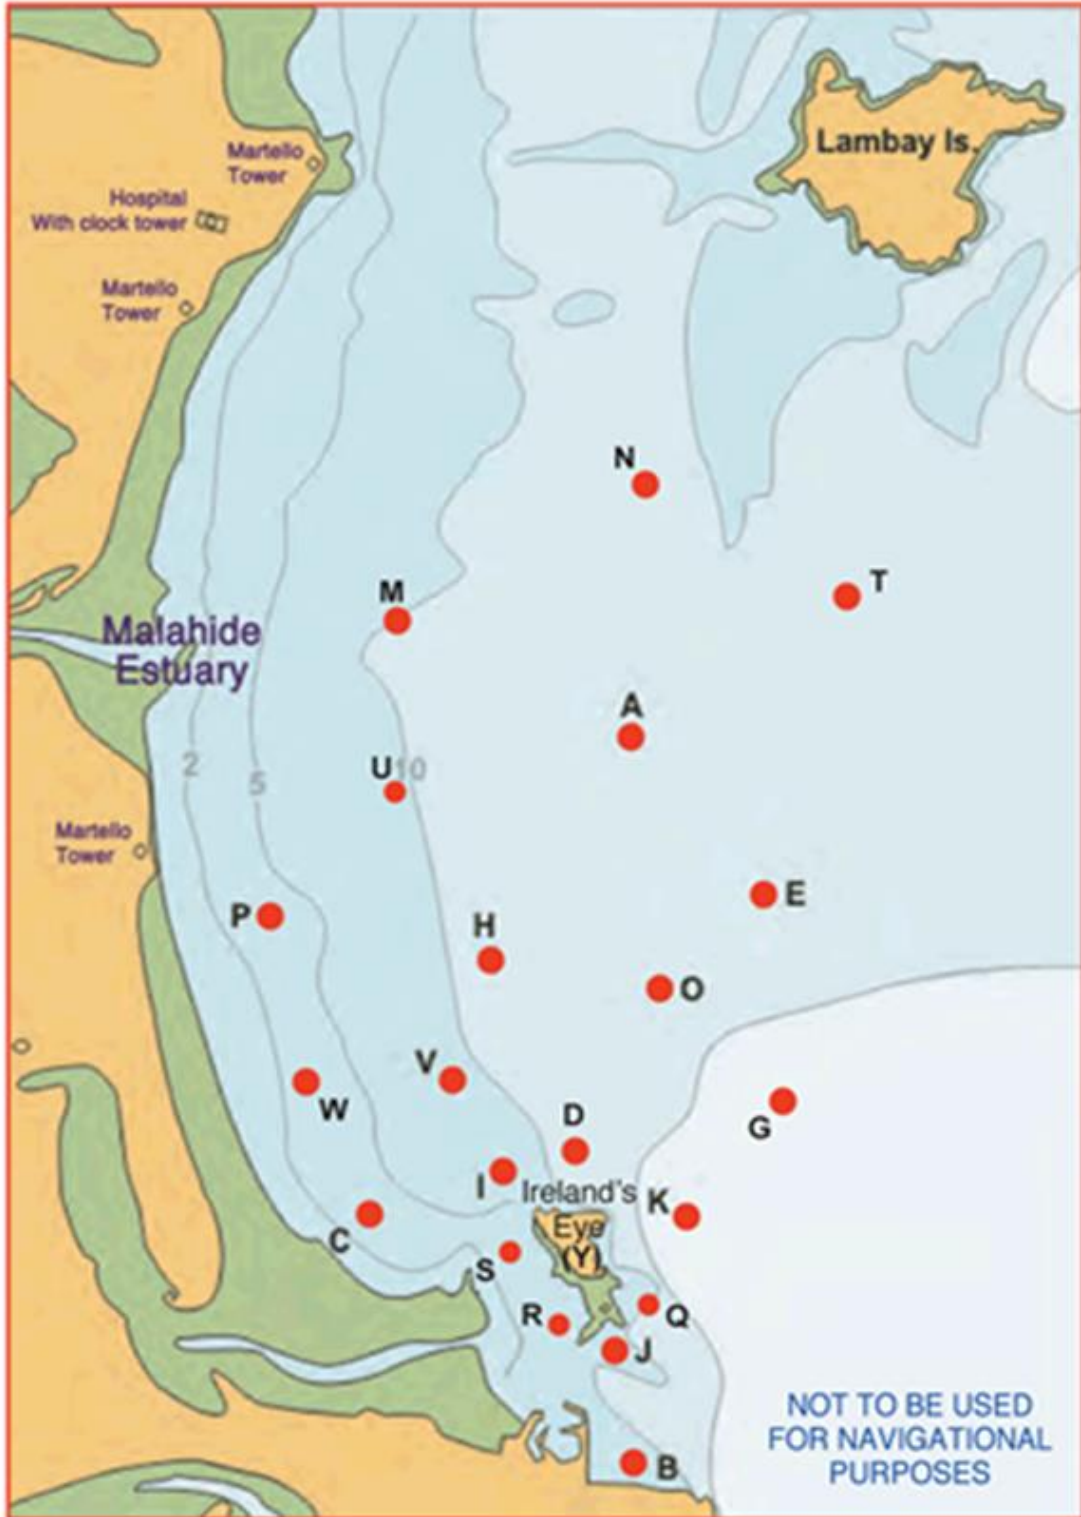 Martello
Tower
Lambay Is.
Hospital
With clock tower
Martello
Tower
N
T
M
Malahide
Estuary
A
U
10
2
5
Martello
Tower
E
P
H
O
V
W
D
G
I
Ireland's
Eye
(Y)
K
C
S
R
Q
J
NOT TO BE USED
FOR NAVIGATIONAL
PURPOSES
B